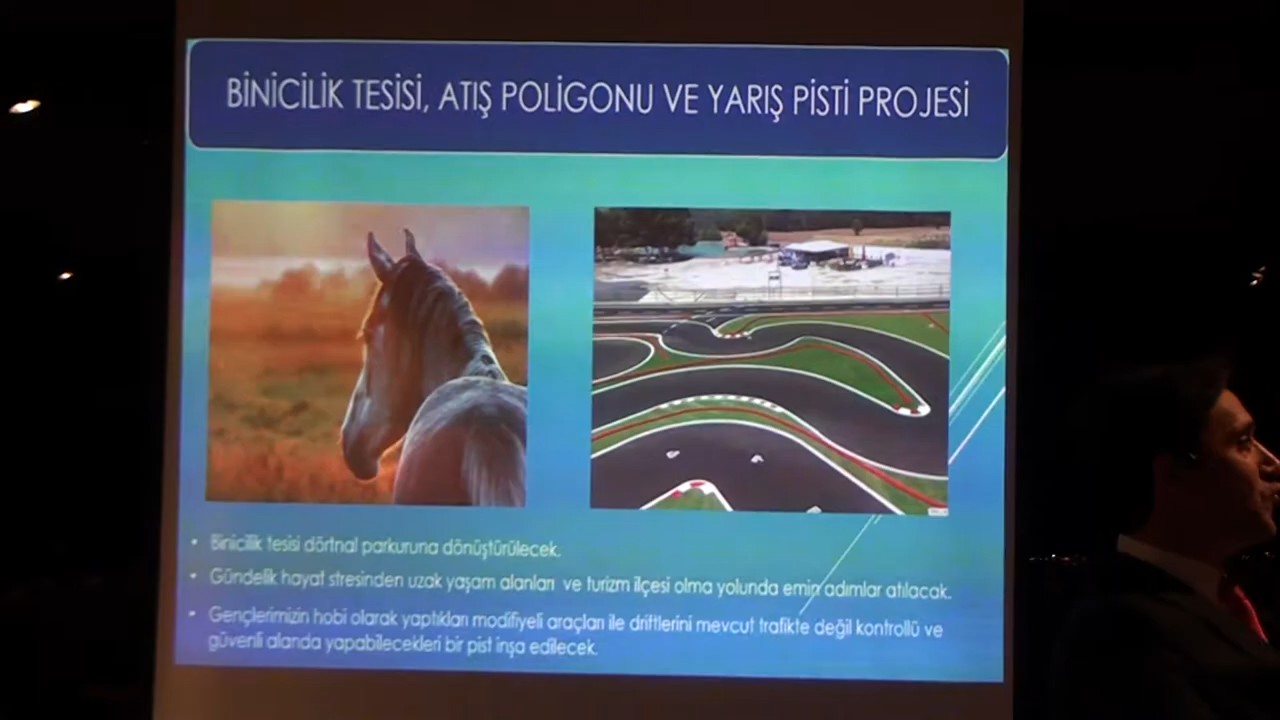 BİNİCİLİK TESİSİ, ATIŞ POLİGONU VE YARIŞ PİSTİ PROJESİ
• Binicilik tesisi dörtnal parkuruna dönüştürülecek.
• Gündelik hayat stresinden uzak yaşam alanları ve turizm ilçesi olma yolunda emin adımlar atılacak.
• Gençlerimizin hobi olarak yaptıkları modifiyeli araçları ile driftlerini mevcut trafikte değil kontrollü ve
güvenli alanda yapabilecekleri bir pist inşa edilecek.